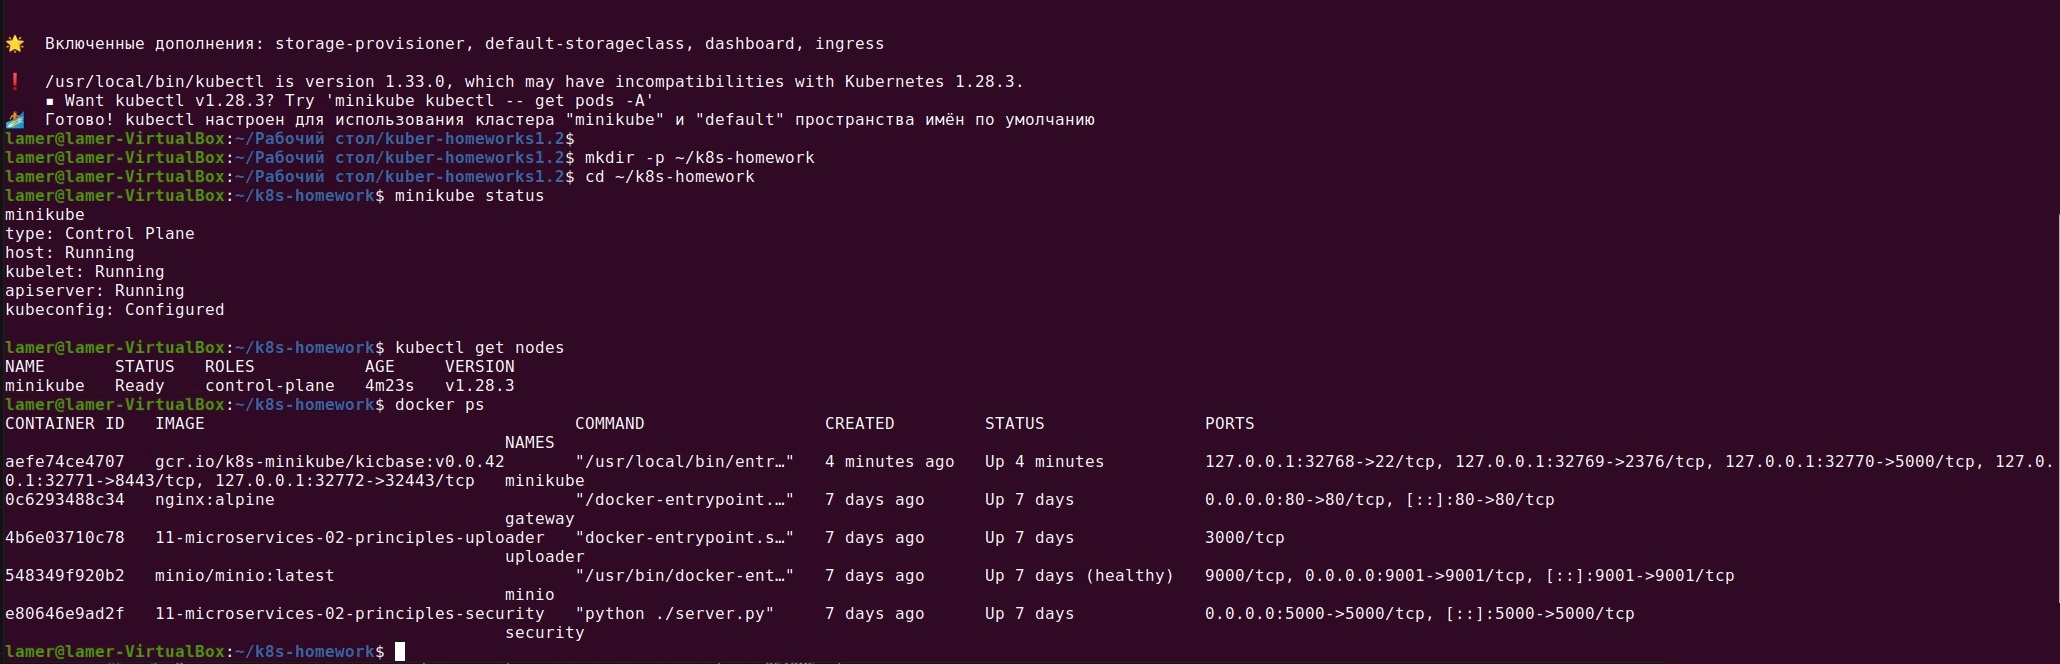 Включенные дополнения: storage-provisioner, default-storageclass, dashboard, ingress
/usr/local/bin/kubectl is version 1.33.0, which may have incompatibilities with Kubernetes 1.28.3.
▪ Want kubectl v1.28.3? Try 'minikube kubectl -- get pods -A'
Готово! kubectl настроен для использования кластера "minikube" и "default" пространства имён по умолчанию
lamer@lamer-VirtualBox:~/Рабочий стол/kuber-homeworks1.2$
lamer@lamer-VirtualBox:~/Рабочий стол/kuber-homeworks1.2$ mkdir -p ~/k8s-homework
lamer@lamer-VirtualBox:~/Рабочий стол/kuber-homeworks1.2$ cd ~/k8s-homework
lamer@lamer-VirtualBox:~/k8s-homework$ minikube status
minikube
type: Control Plane
host: Running
kubelet: Running
apiserver: Running
kubeconfig: Configured
lamer@lamer-VirtualBox:~/k8s-homework$ kubectl get nodes
NAME STATUS ROLES AGE VERSION
minikube Ready control-plane 4m23s v1.28.3
lamer@lamer-VirtualBox:~/k8s-homework$ docker ps
CONTAINER ID IMAGE COMMAND CREATED STATUS PORTS
NAMES
aefe74ce4707 gcr.io/k8s-minikube/kicbase:v0.0.42 "/usr/local/bin/entr…" 4 minutes ago Up 4 minutes 127.0.0.1:32768->22/tcp, 127.0.0.1:32769->2376/tcp, 127.0.0.1:32770->5000/tcp, 127.0.
0.1:32771->8443/tcp, 127.0.0.1:32772->32443/tcp minikube
0c6293488c34 nginx:alpine "/docker-entrypoint.…" 7 days ago Up 7 days 0.0.0.0:80->80/tcp, [::]:80->80/tcp
gateway
4b6e03710c78 11-microservices-02-principles-uploader "docker-entrypoint.s…" 7 days ago Up 7 days 3000/tcp
uploader
548349f920b2 minio/minio:latest "/usr/bin/docker-ent…" 7 days ago Up 7 days (healthy) 9000/tcp, 0.0.0.0:9001->9001/tcp, [::]:9001->9001/tcp
minio
e80646e9ad2f 11-microservices-02-principles-security "python ./server.py" 7 days ago Up 7 days 0.0.0.0:5000->5000/tcp, [::]:5000->5000/tcp
security
lamer@lamer-VirtualBox:~/k8s-homework$